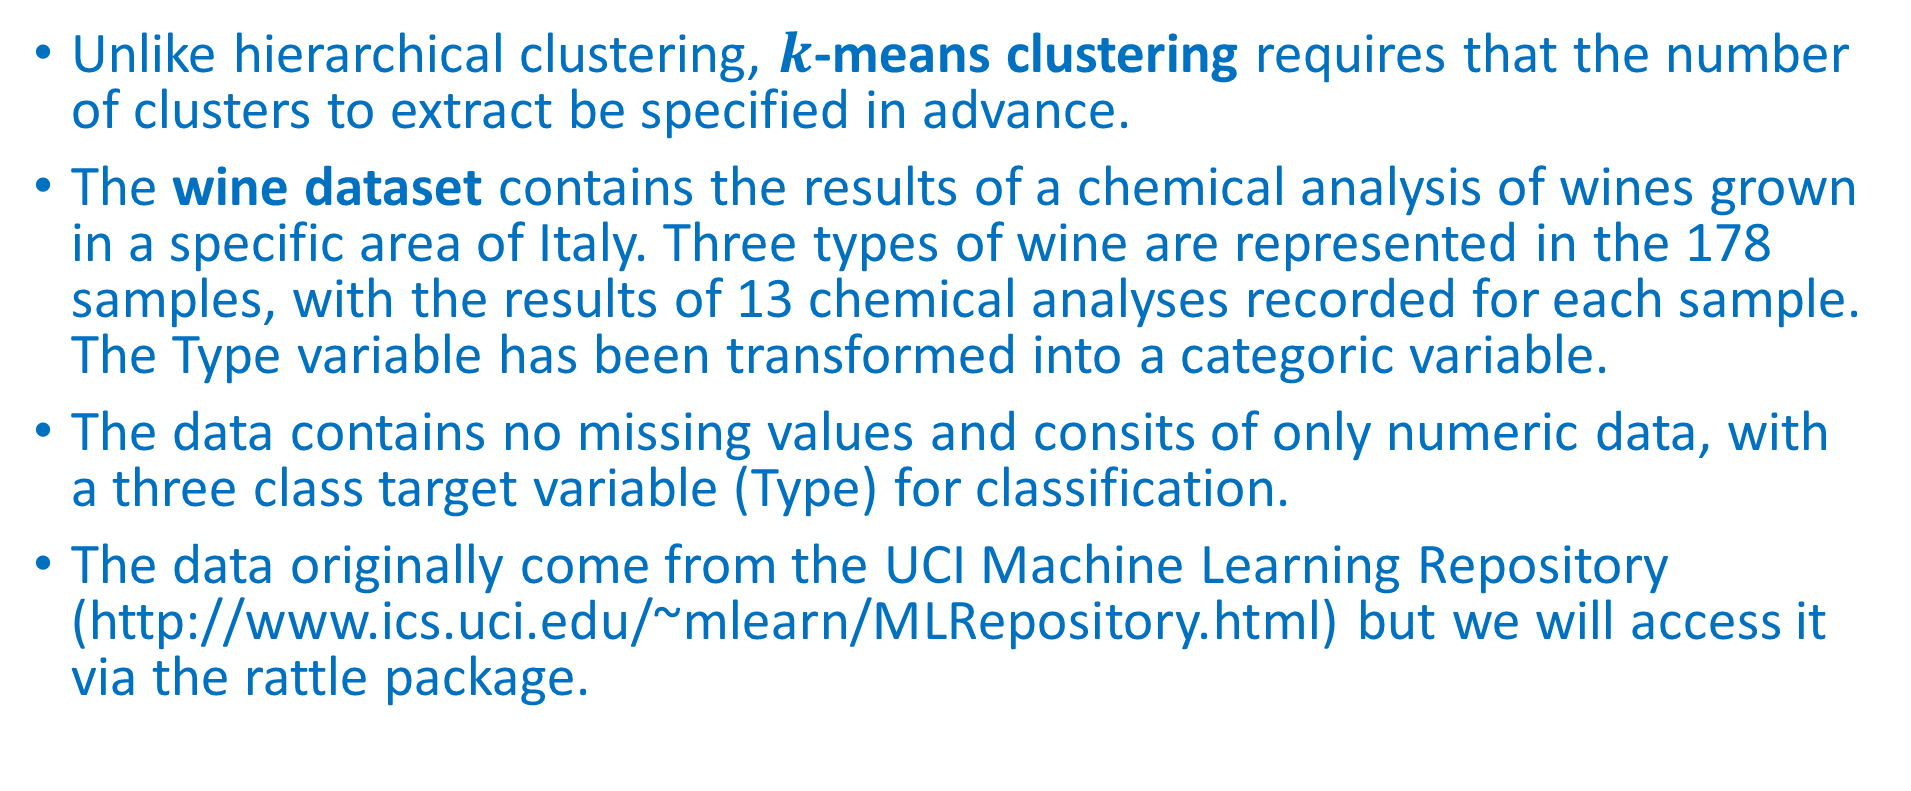 • Unlike hierarchical clustering, k-means clustering requires that the number
of clusters to extract be specified in advance.
• The wine dataset contains the results of a chemical analysis of wines grown
in a specific area of Italy. Three types of wine are represented in the 178
samples, with the results of 13 chemical analyses recorded for each sample.
The Type variable has been transformed into a categoric variable.
• The data contains no missing values and consits of only numeric data, with
a three class target variable (Type) for classification.
• The data originally come from the UCI Machine Learning Repository
(http://www.ics.uci.edu/~mlearn/MLRepository.html) but we will access it
via the rattle package.